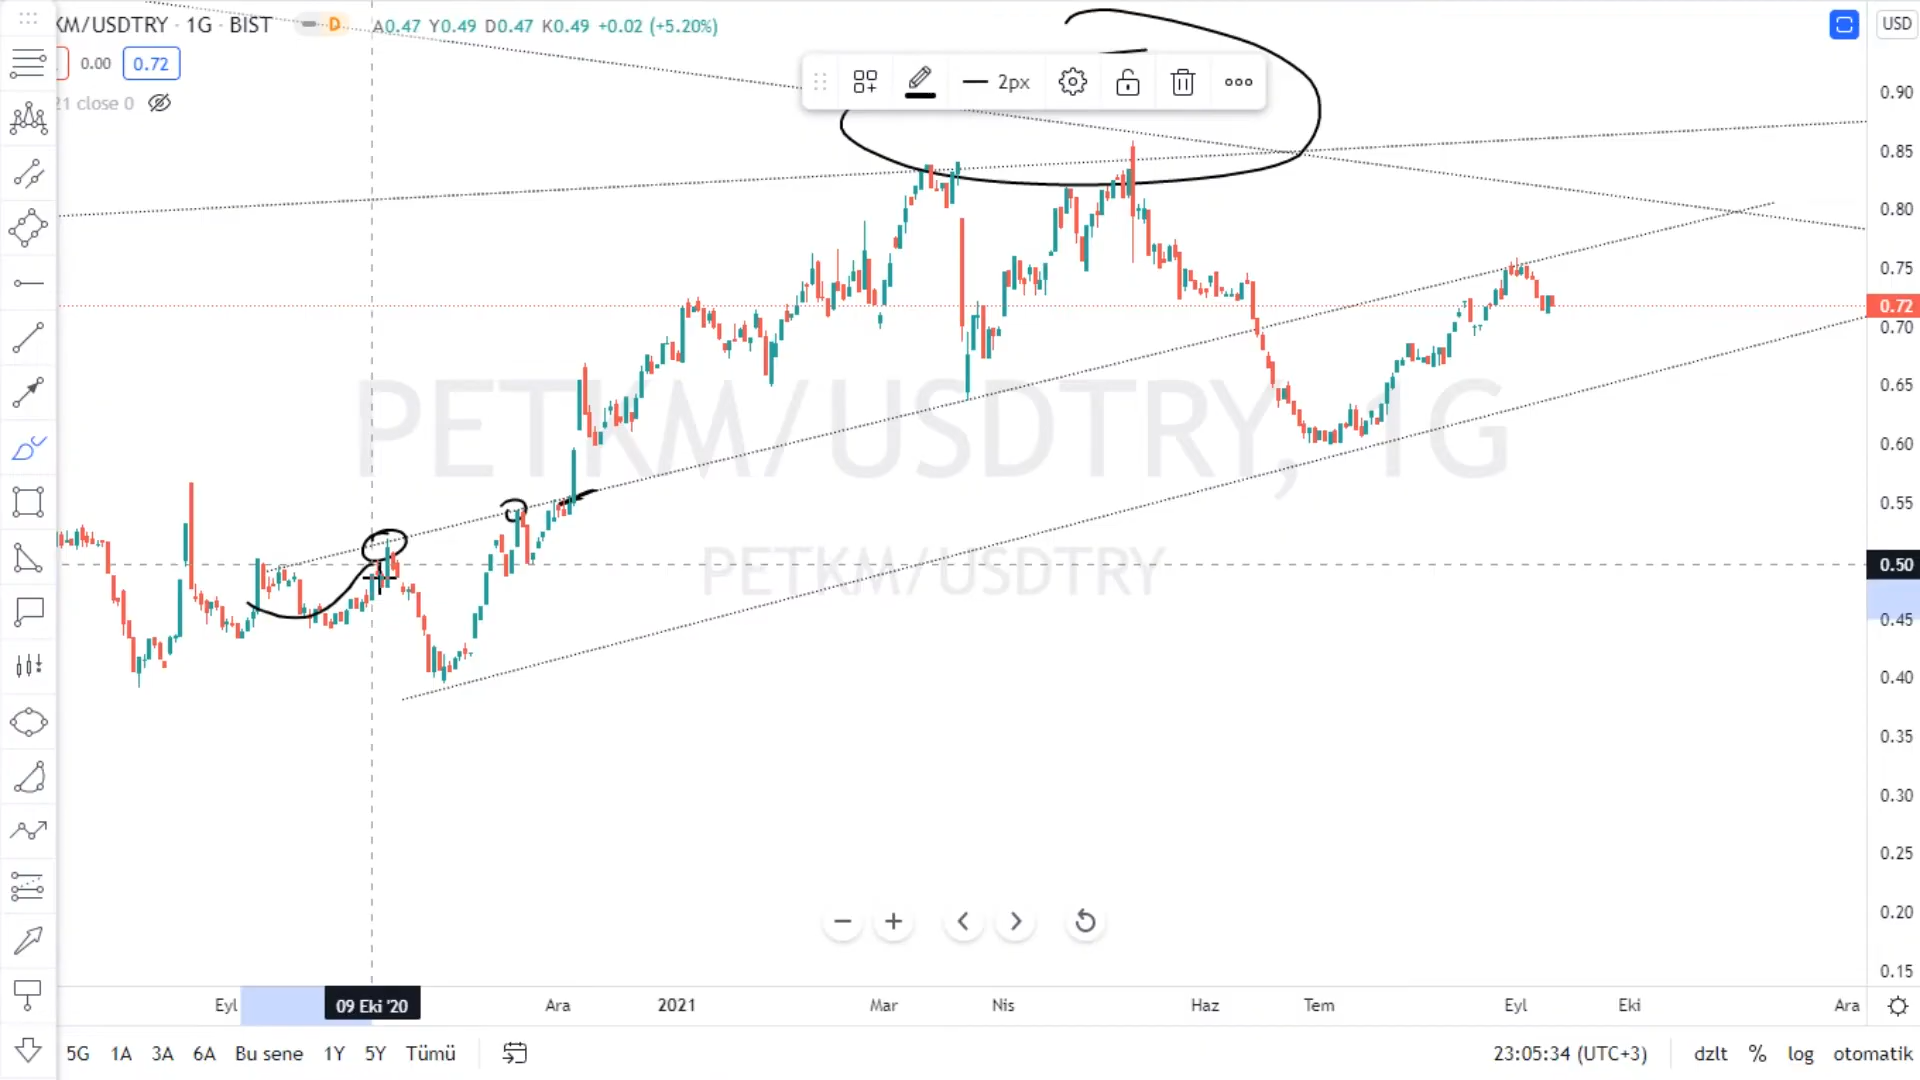 KM/USDTRY · 1G · BIST D A0.47 Y0.49 D0.47 K0.49 +0.02 (+5.20%)
USD
0.00 0.72
2px
21 close 0
0.90
0.85
0.80
0.75
0.72
0.70
0.65
0.60
0.55
0.50
0.45
0.40
0.35
0.30
0.25
0.20
0.15
PETKM/USDTRY, 1G
PETKM/USDTRY
Eyl 09 Eki '20 Ara 2021 Mar Nis Haz Tem Eyl Eki Ara
5G 1A 3A 6A Bu sene 1Y 5Y Tümü 23:05:34 (UTC+3) dzlt % log otomatik